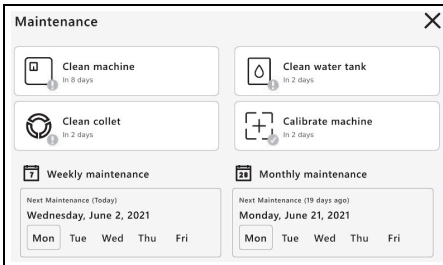 Maintenance
Clean machine
In 8 days
Clean water tank
In 2 days
Clean collet
In 2 days
Calibrate machine
In 2 days
7 Weekly maintenance
28 Monthly maintenance
Next Maintenance (Today)
Wednesday, June 2, 2021
Mon Tue Wed Thu Fri
Next Maintenance (19 days ago)
Monday, June 21, 2021
Mon Tue Wed Thu Fri